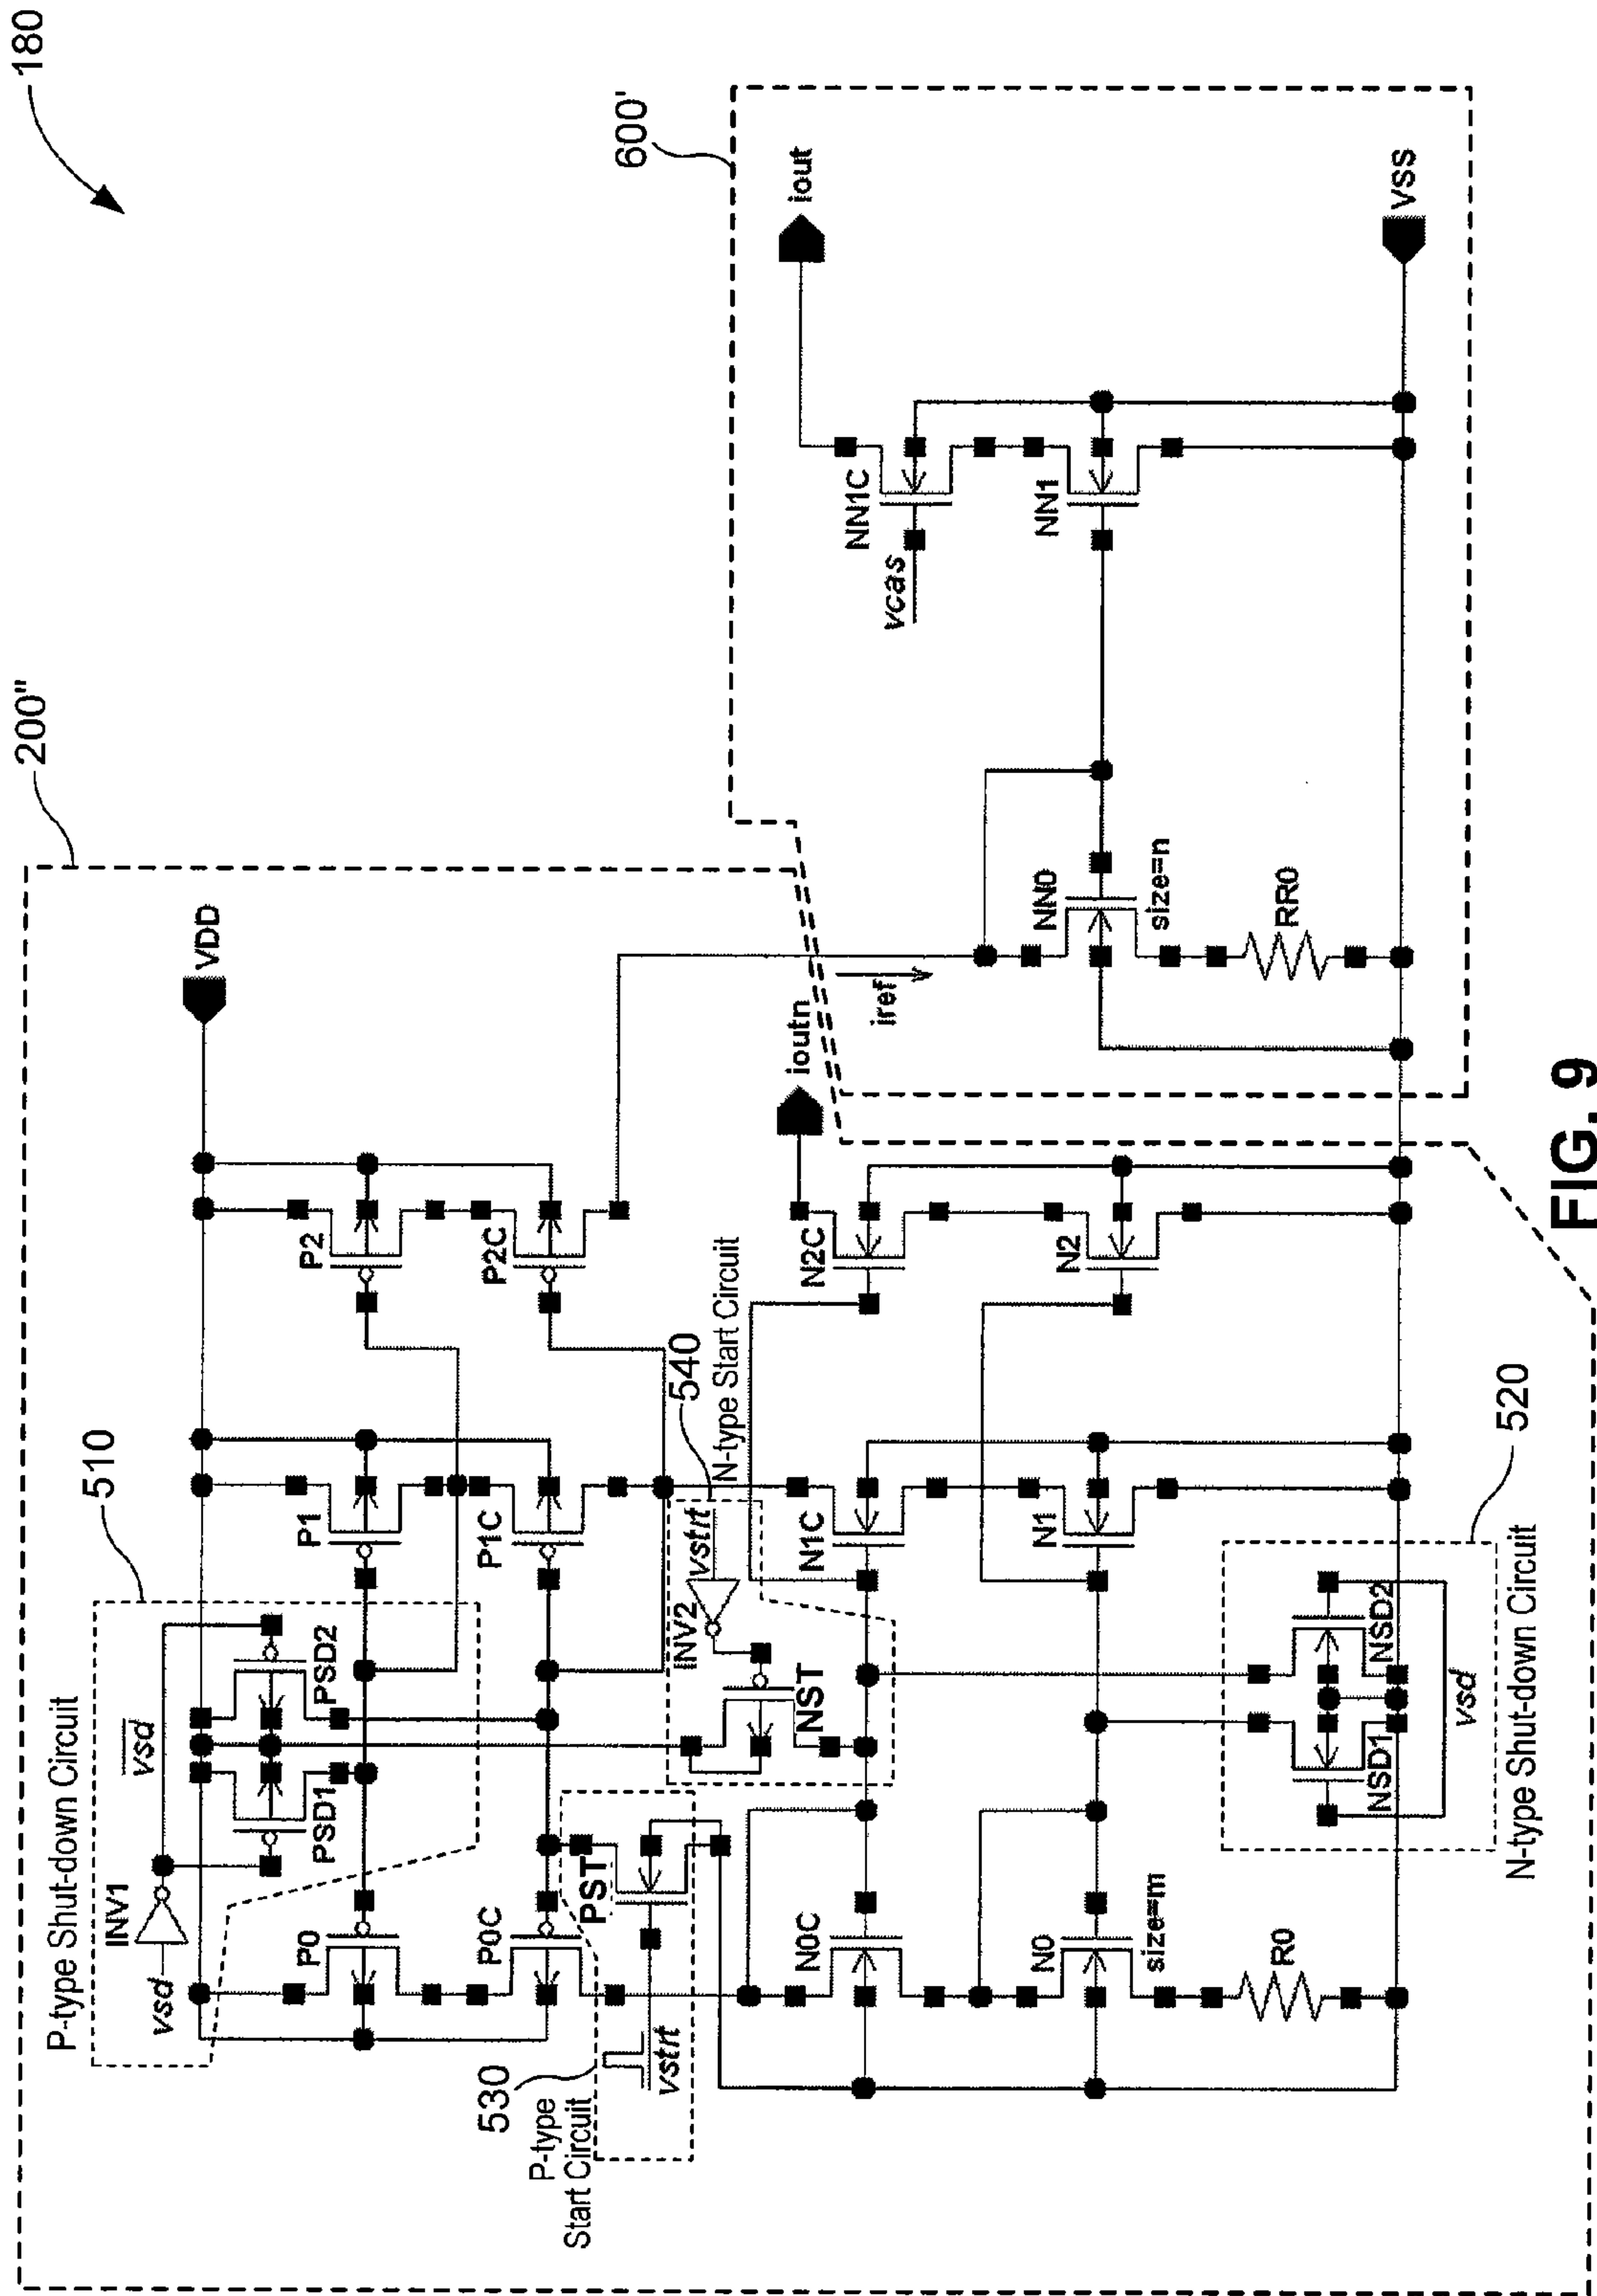 180
200"
600'
VDD
510
P-type Shut-down Circuit
INV1
vsd
vsd
PSD1
PSD2
P0
P1
P2
P0C
P1C
P2C
530
P-type
Start Circuit
vstrt
PST
540
N-type Start Circuit
vstrt
INV2
NST
ioutn
iout
iref
N0C
N1C
N2C
NN1C
vcas
N0
size=m
N1
N2
NN0
size=n
NN1
R0
RR0
NSD1
NSD2
vsd
520
N-type Shut-down Circuit
VSS
FIG. 9